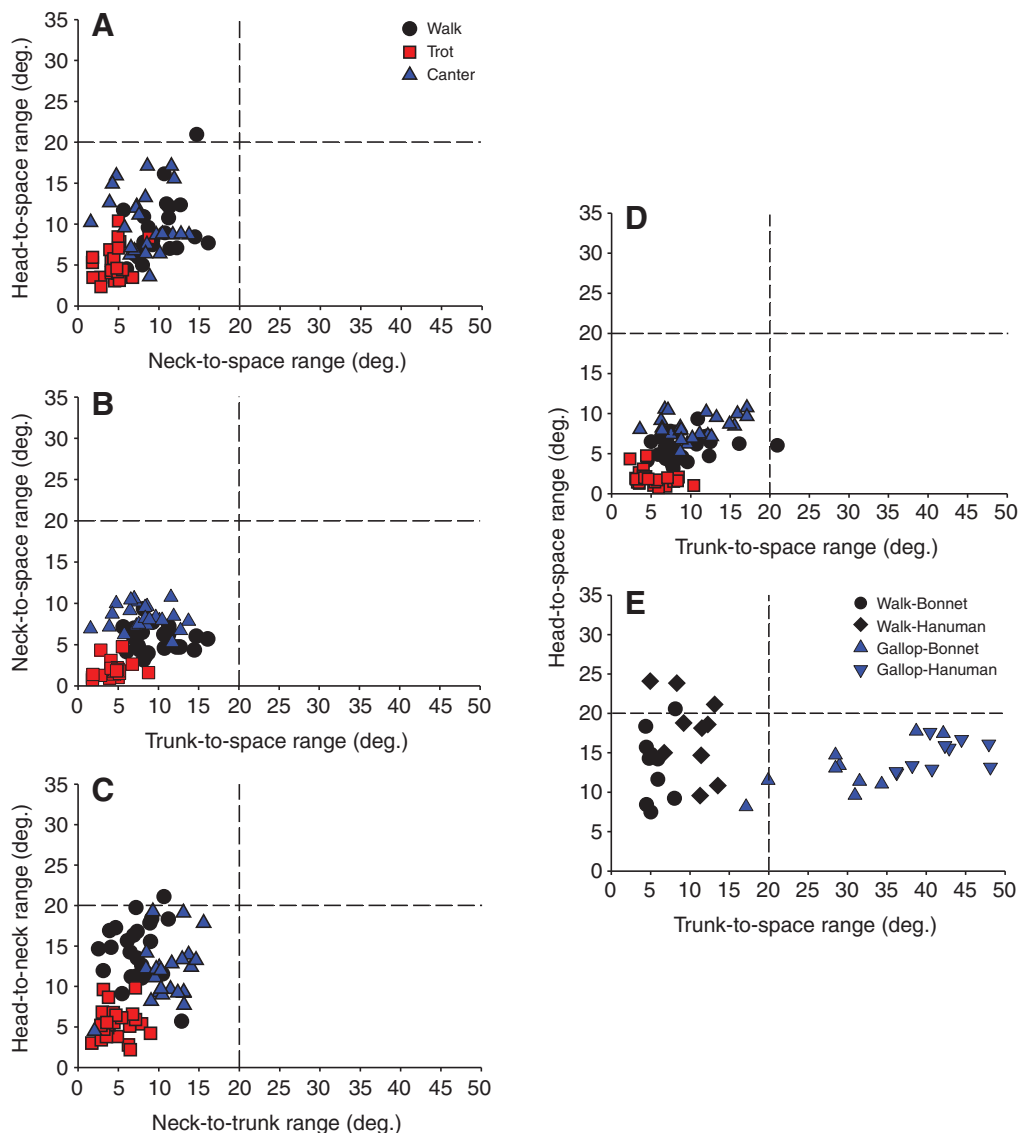 A
Walk
Trot
Canter
Head-to-space range (deg.)
35
30
25
20
15
10
5
0
0 5 10 15 20 25 30 35 40 45 50
Neck-to-space range (deg.)
B
Neck-to-space range (deg.)
35
30
25
20
15
10
5
0
0 5 10 15 20 25 30 35 40 45 50
Trunk-to-space range (deg.)
C
Head-to-neck range (deg.)
35
30
25
20
15
10
5
0
0 5 10 15 20 25 30 35 40 45 50
Neck-to-trunk range (deg.)
D
Head-to-space range (deg.)
35
30
25
20
15
10
5
0
0 5 10 15 20 25 30 35 40 45 50
Trunk-to-space range (deg.)
E
Walk-Bonnet
Walk-Hanuman
Gallop-Bonnet
Gallop-Hanuman
35
30
25
20
15
10
5
0
0 5 10 15 20 25 30 35 40 45 50
Trunk-to-space range (deg.)